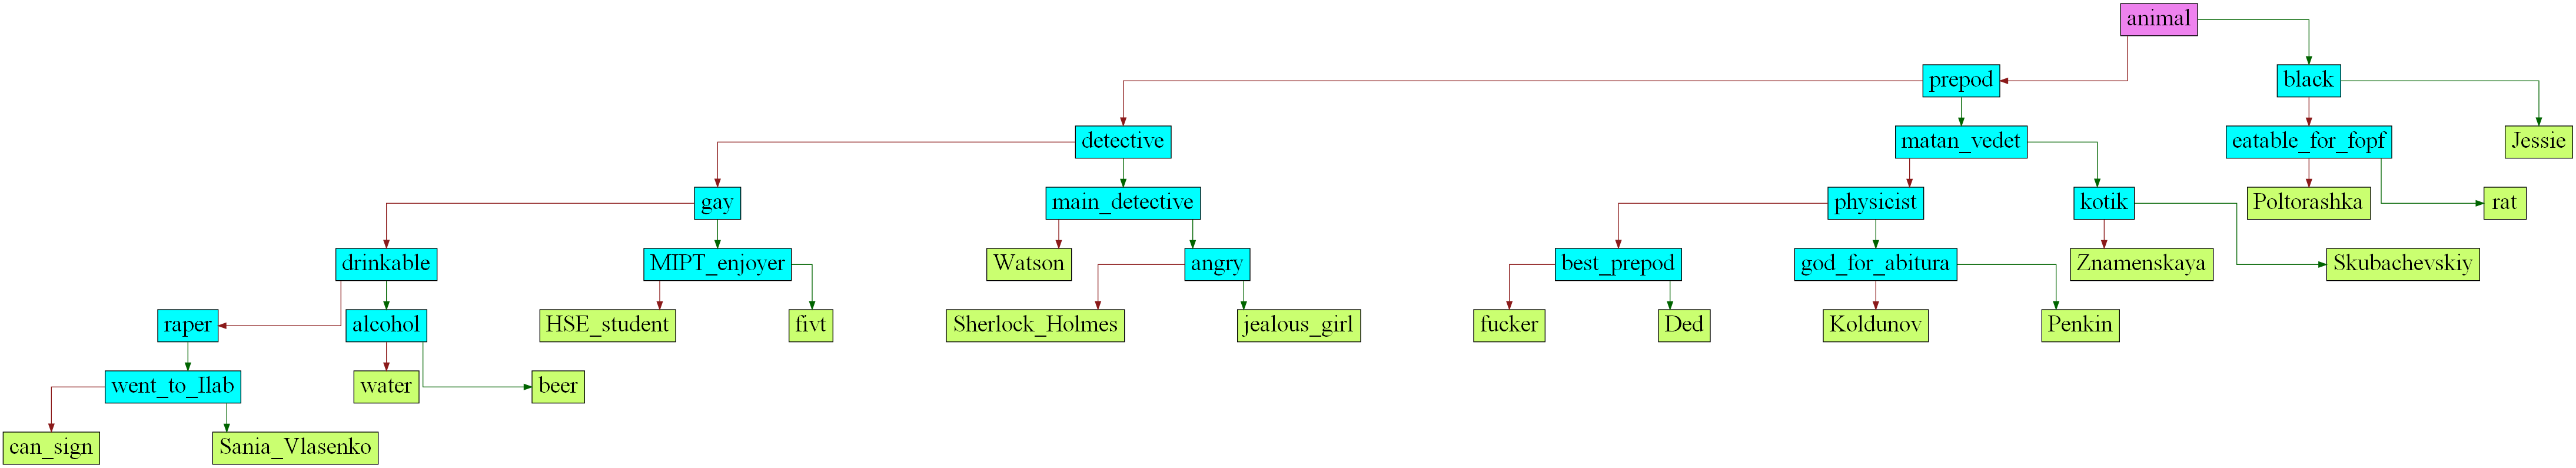 animal
prepod
black
detective
matan_vedet
eatable_for_fopf
Jessie
gay
main_detective
physicist
kotik
Poltorashka
rat
drinkable
MIPT_enjoyer
Watson
angry
best_prepod
god_for_abitura
Znamenskaya
Skubachevskiy
raper
alcohol
HSE_student
fivt
Sherlock_Holmes
jealous_girl
fucker
Ded
Koldunov
Penkin
went_to_Ilab
water
beer
can_sign
Sania_Vlasenko